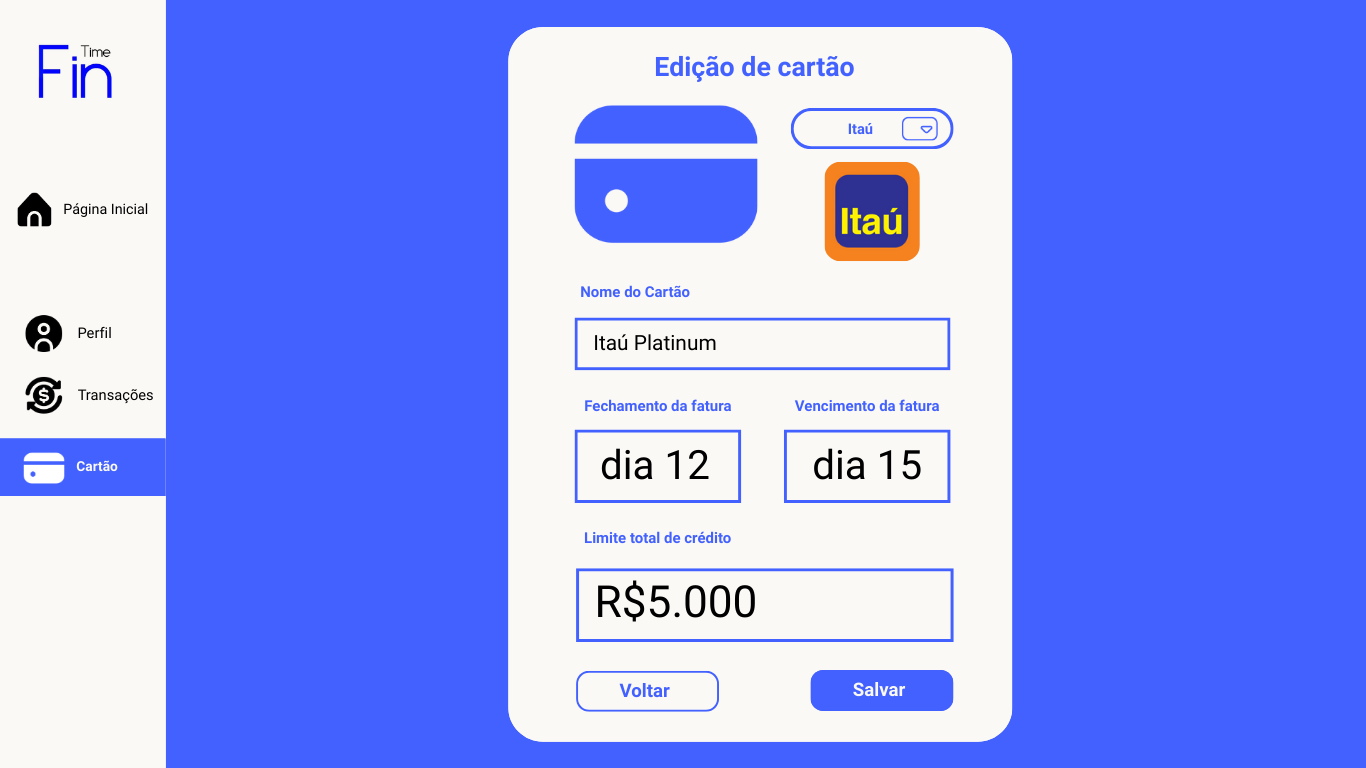 Time
Fin
Página Inicial
Perfil
Transações
Cartão
Edição de cartão
Itaú
Itaú
Nome do Cartão
Itaú Platinum
Fechamento da fatura
Vencimento da fatura
dia 12
dia 15
Limite total de crédito
R$5.000
Voltar
Salvar